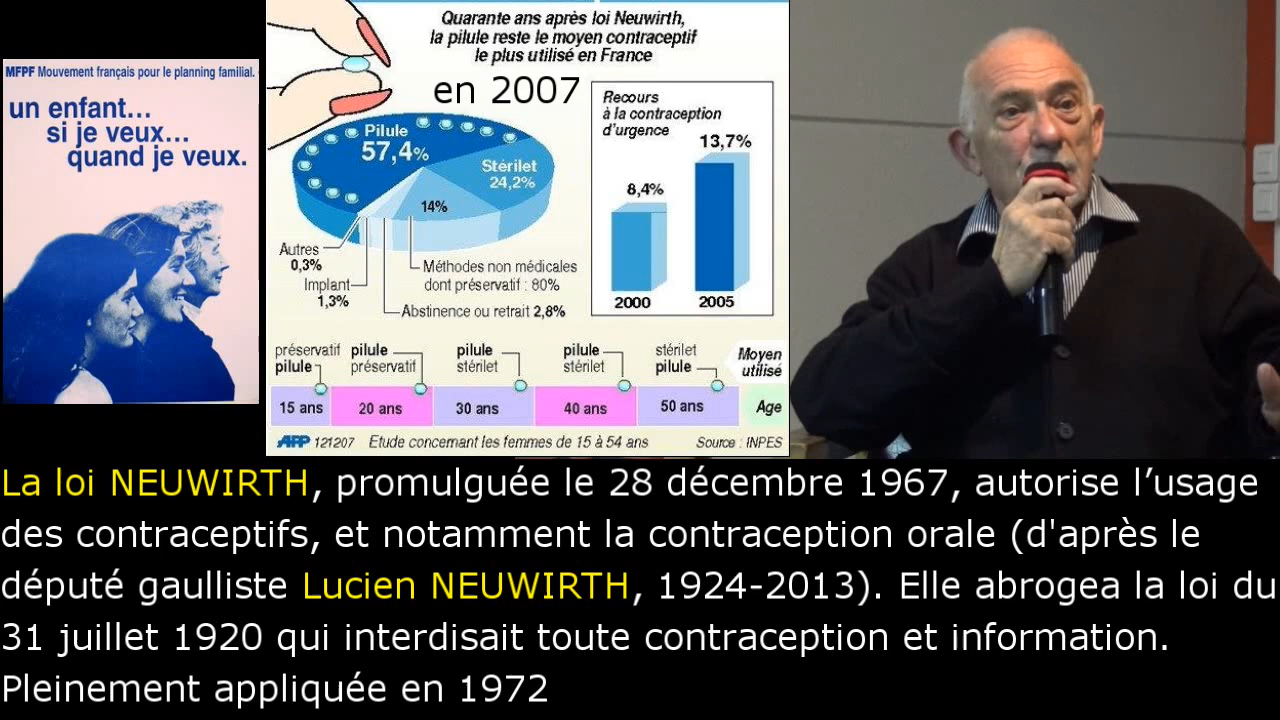 MFPF Mouvement français pour le planning familial.
un enfant...
si je veux...
quand je veux.
Quarante ans après loi Neuwirth,
la pilule reste le moyen contraceptif
le plus utilisé en France
en 2007
Pilule
57,4%
Stérilet
24,2%
14%
Autres
0,3%
Implant
1,3%
Méthodes non médicales
dont préservatif : 80%
Abstinence ou retrait 2,8%
Recours
à la contraception
d'urgence
13,7%
8,4%
2000 2005
préservatif pilule pilule pilule stérilet Moyen
pilule préservatif stérilet stérilet pilule utilisé
15 ans 20 ans 30 ans 40 ans 50 ans Age
AFP 121207 Etude concernant les femmes de 15 à 54 ans Source : INPES
La loi NEUWIRTH, promulguée le 28 décembre 1967, autorise l’usage
des contraceptifs, et notamment la contraception orale (d'après le
député gaulliste Lucien NEUWIRTH, 1924-2013). Elle abrogea la loi du
31 juillet 1920 qui interdisait toute contraception et information.
Pleinement appliquée en 1972